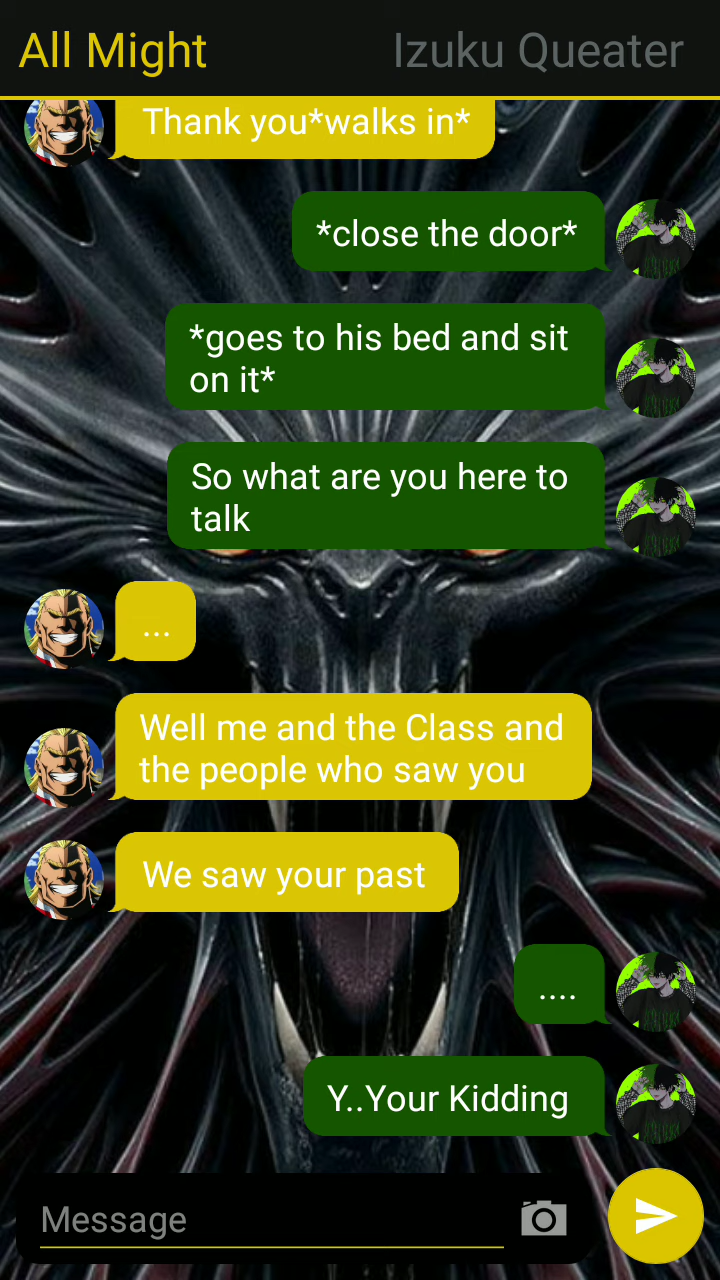 All Might
Izuku Queater
Thank you*walks in*
*close the door*
*goes to his bed and sit
on it*
So what are you here to
talk
...
Well me and the Class and
the people who saw you
We saw your past
....
Y..Your Kidding
Message